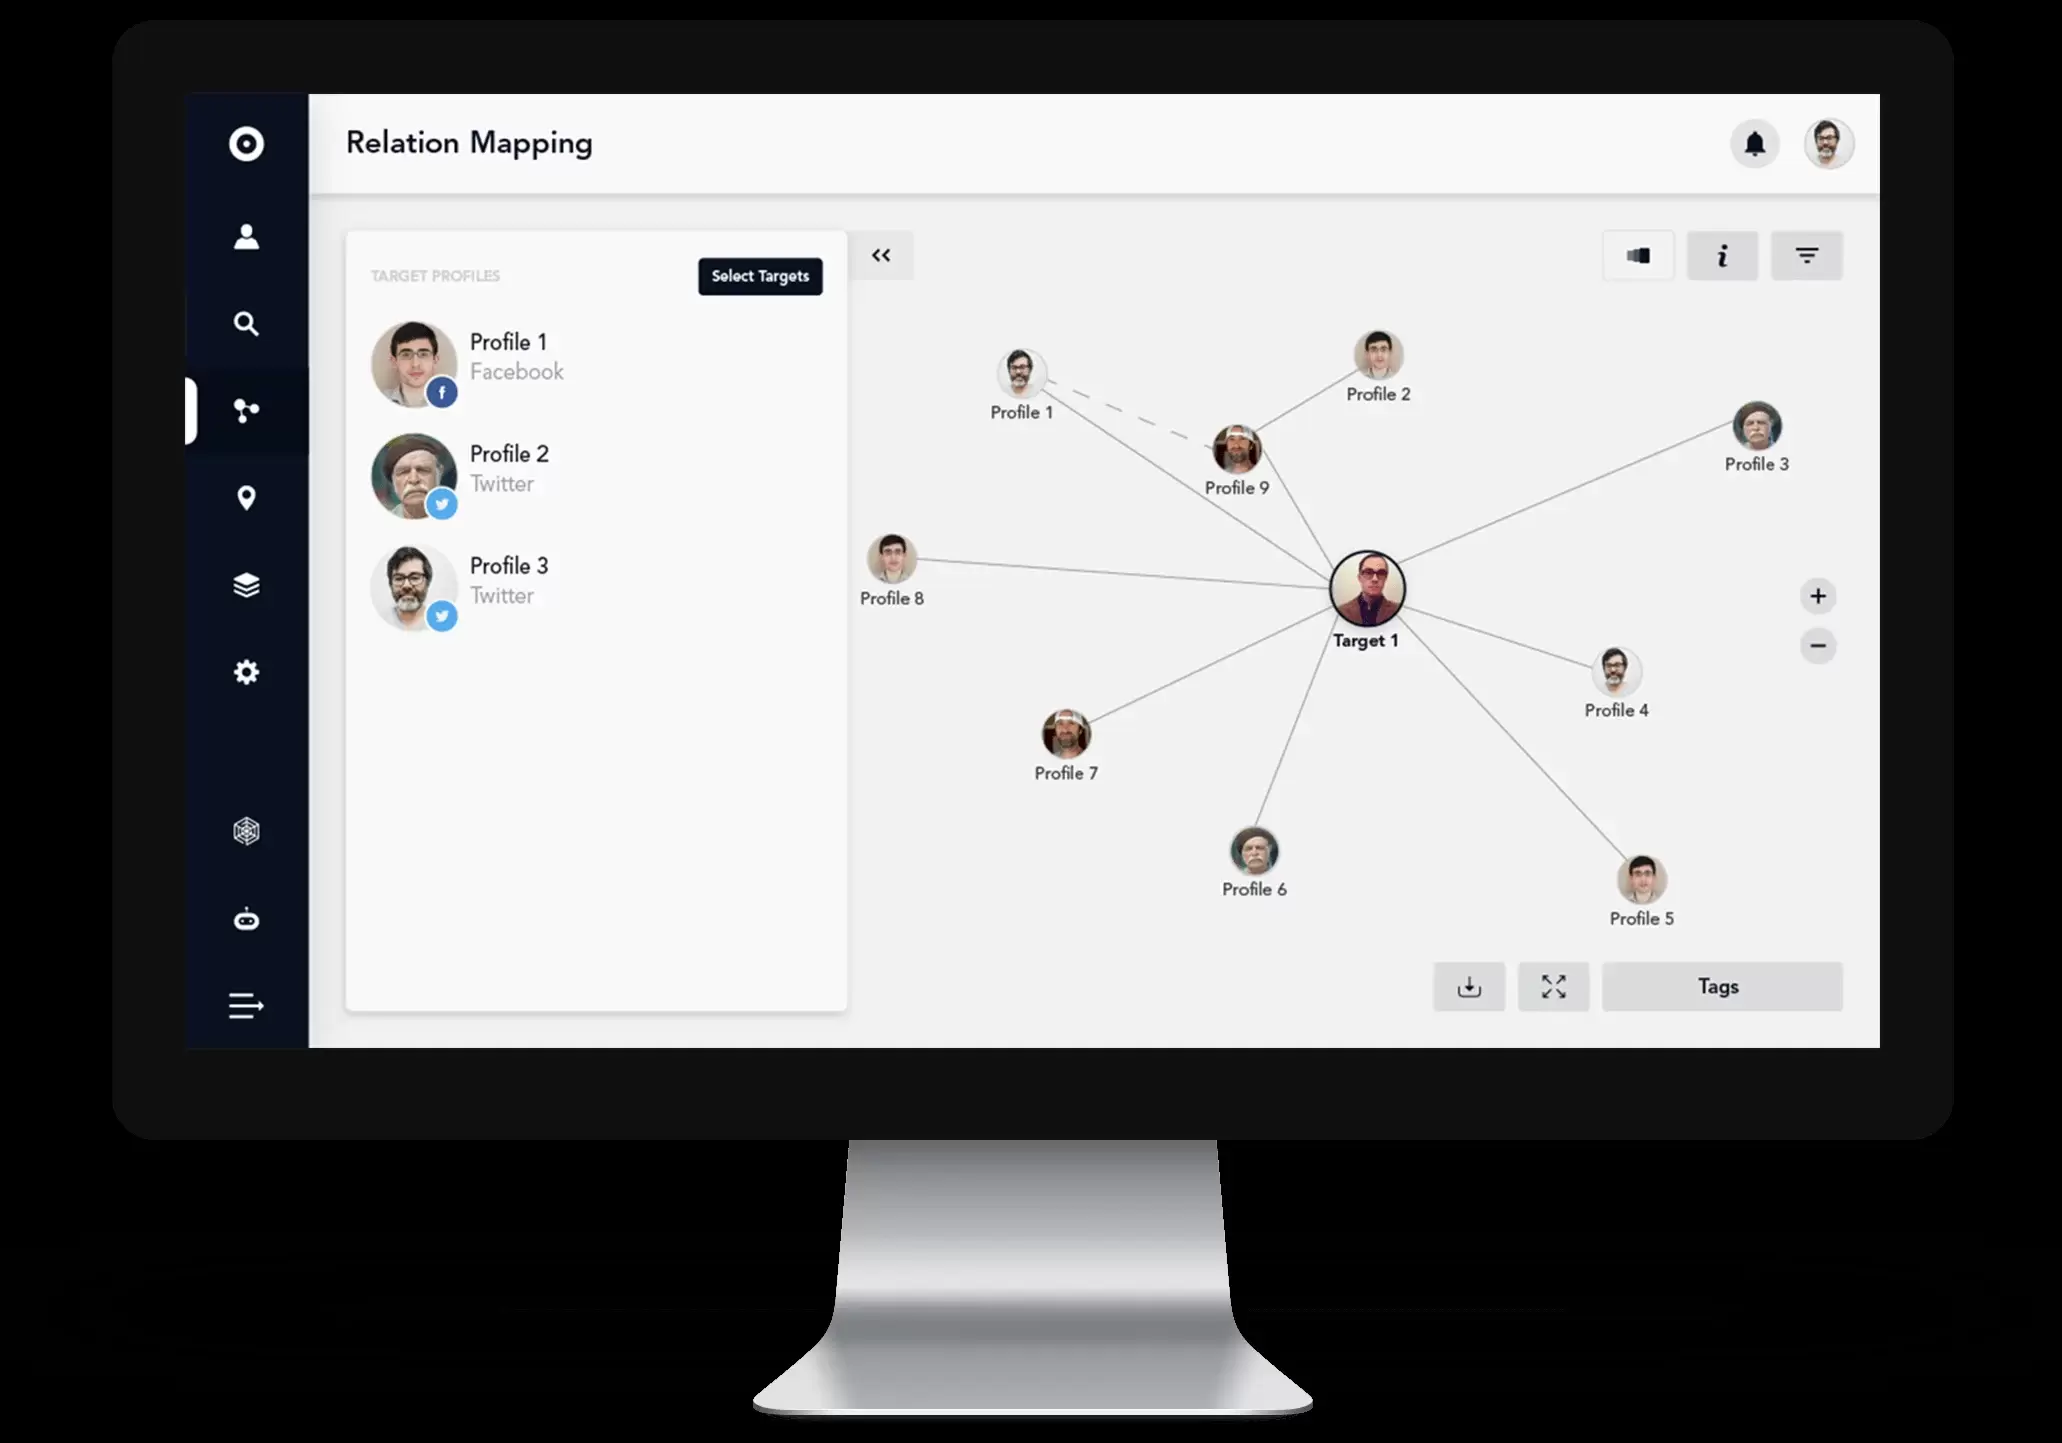 Relation Mapping
TARGET PROFILES
Select Targets
Profile 1
Facebook
Profile 2
Twitter
Profile 3
Twitter
Profile 1
Profile 2
Profile 3
Profile 9
Profile 8
Target 1
Profile 4
Profile 7
Profile 6
Profile 5
Tags